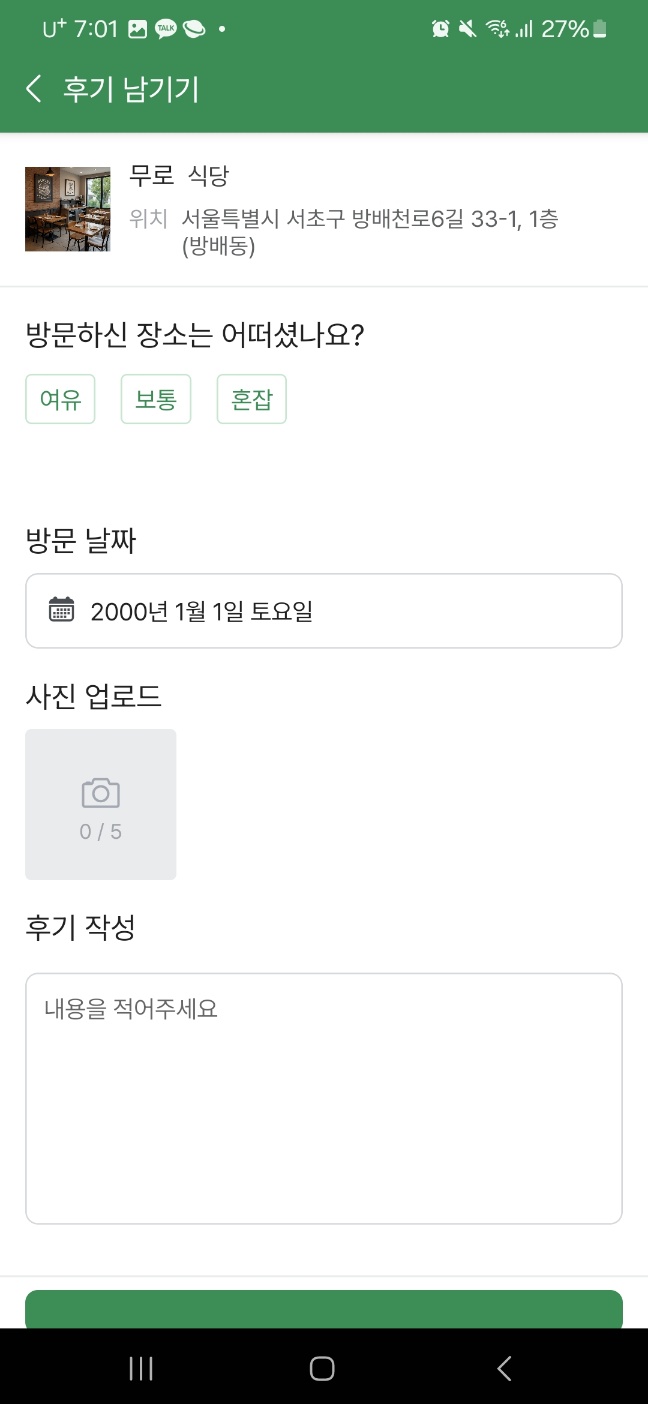 U+ 7:01 TALK 27%
후기 남기기
무로 식당
위치 서울특별시 서초구 방배천로6길 33-1, 1층
(방배동)
방문하신 장소는 어떠셨나요?
여유 보통 혼잡
방문 날짜
2000년 1월 1일 토요일
사진 업로드
0 / 5
후기 작성
내용을 적어주세요